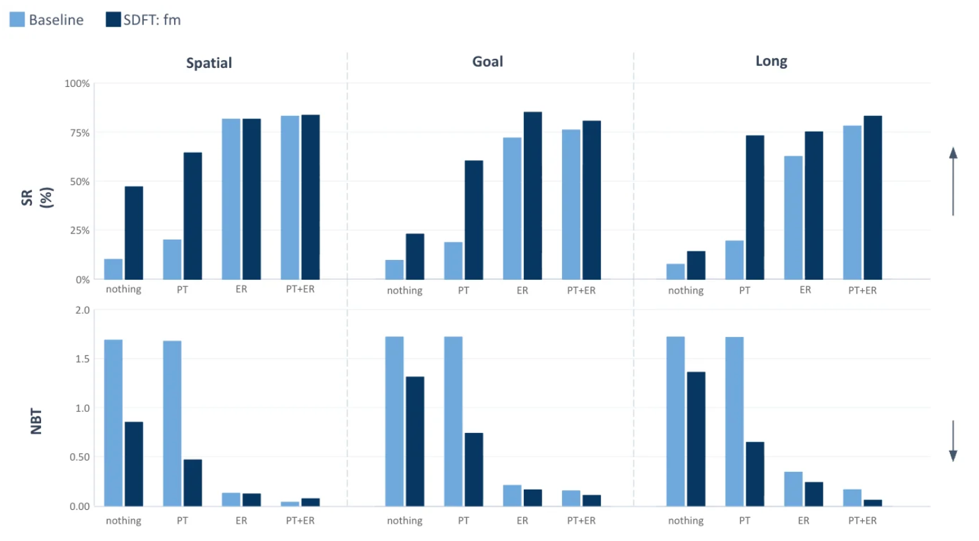 Baseline SDFT: fm
Spatial Goal Long
100%
75%
50%
25%
0%
SR
(%)
nothing PT ER PT+ER nothing PT ER PT+ER nothing PT ER PT+ER
2.0
1.5
1.0
0.50
0.00
NBT
nothing PT ER PT+ER nothing PT ER PT+ER nothing PT ER PT+ER